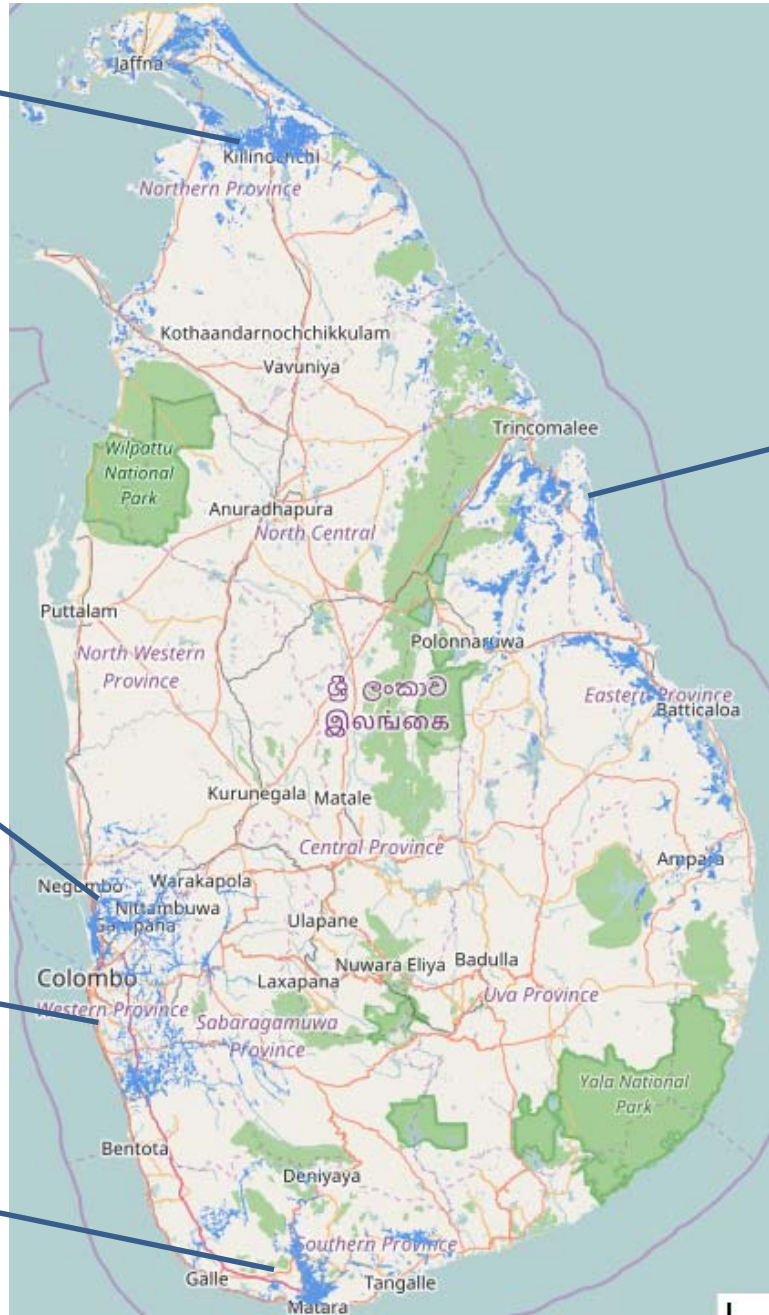 Jaffna
Killinochchi
Northern Province
Kothaandarnochchikkulam
Vavuniya
Trincomalee
Wilpattu
National
Park
Anuradhapura
North Central
Puttalam
Polonnaruwa
North Western
Province
ශ්‍රී ලංකාව
இலங்கை
Eastern Province
Batticaloa
Kurunegala
Matale
Central Province
Ampara
Negombo
Warakapola
Nittambuwa
Gampaha
Ulapane
Colombo
Nuwara Eliya
Badulla
Laxapana
Western Province
Uva Province
Sabaragamuwa
Province
Yala National
Park
Bentota
Deniyaya
Southern Province
Galle
Tangalle
Matara